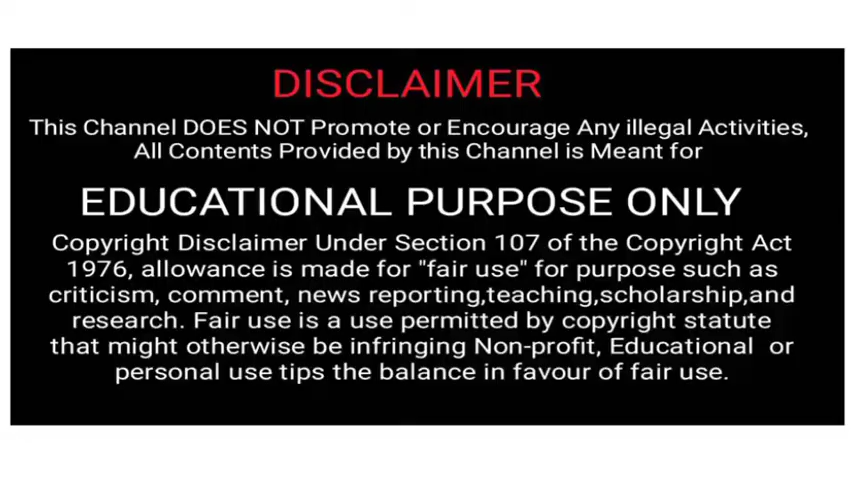 DISCLAIMER
This Channel DOES NOT Promote or Encourage Any illegal Activities,
All Contents Provided by this Channel is Meant for
EDUCATIONAL PURPOSE ONLY
Copyright Disclaimer Under Section 107 of the Copyright Act
1976, allowance is made for "fair use" for purpose such as
criticism, comment, news reporting,teaching,scholarship,and
research. Fair use is a use permitted by copyright statute
that might otherwise be infringing Non-profit, Educational or
personal use tips the balance in favour of fair use.